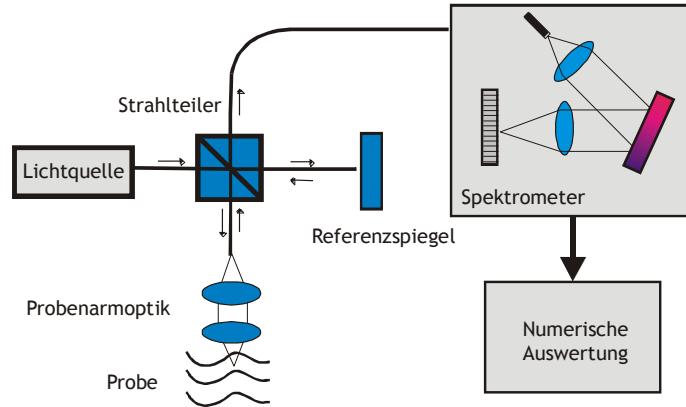 Strahlteiler
Lichtquelle
Referenzspiegel
Spektrometer
Probenarmoptik
Probe
Numerische
Auswertung